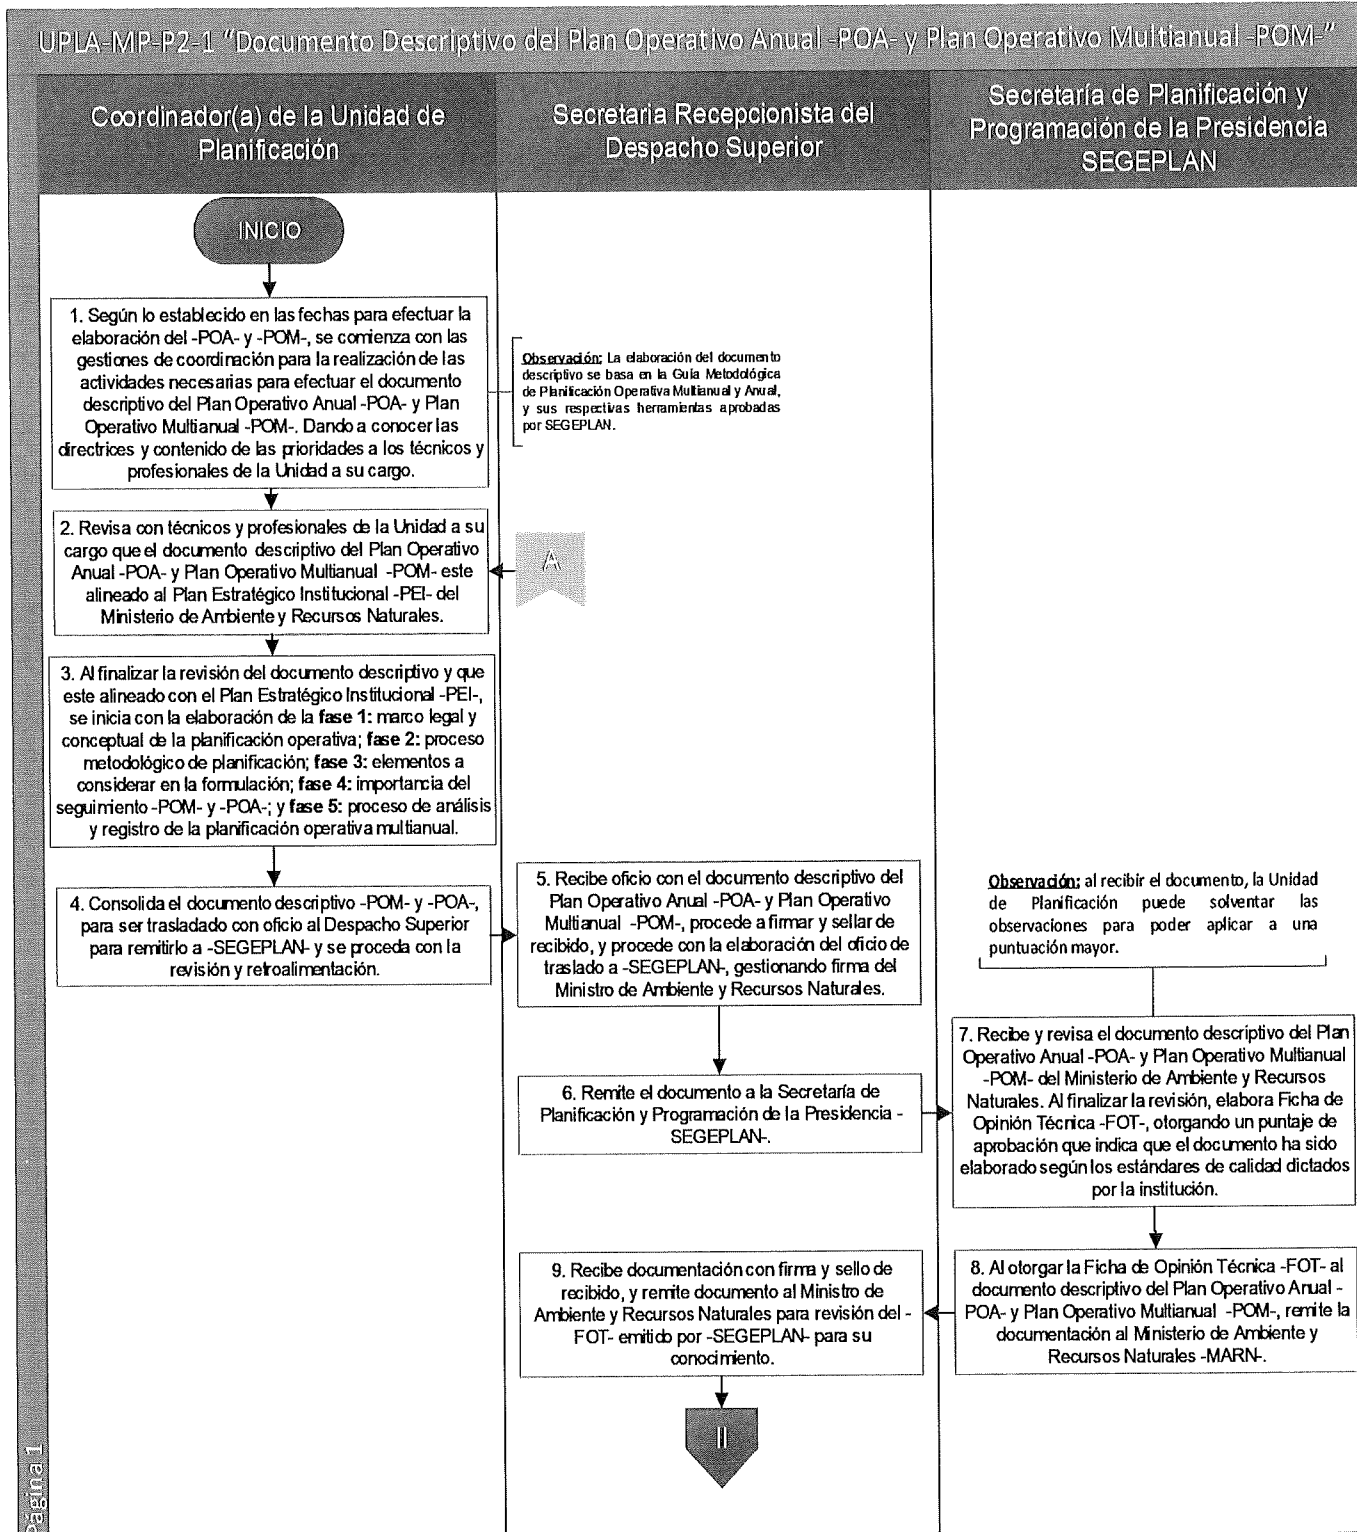 UPLA-MP-P2-1 “Documento Descriptivo del Plan Operativo Anual -POA- y Plan Operativo Multianual -POM-”
Coordinador(a) de la Unidad de
Planificación
Secretaria Recepcionista del
Despacho Superior
Secretaría de Planificación y
Programación de la Presidencia
SEGEPLAN
INICIO
1. Según lo establecido en las fechas para efectuar la
elaboración del -POA- y -POM-, se comienza con las
gestiones de coordinación para la realización de las
actividades necesarias para efectuar el documento
descriptivo del Plan Operativo Anual -POA- y Plan
Operativo Multianual -POM-. Dando a conocer las
directrices y contenido de las prioridades a los técnicos y
profesionales de la Unidad a su cargo.
Observación: La elaboración del documento
descriptivo se basa en la Guía Metodológica
de Planificación Operativa Multianual y Anual,
y sus respectivas herramientas aprobadas
por SEGEPLAN.
2. Revisa con técnicos y profesionales de la Unidad a su
cargo que el documento descriptivo del Plan Operativo
Anual -POA- y Plan Operativo Multianual -POM- este
alineado al Plan Estratégico Institucional -PEI- del
Ministerio de Ambiente y Recursos Naturales.
A
3. Al finalizar la revisión del documento descriptivo y que
este alineado con el Plan Estratégico Institucional -PEI-,
se inicia con la elaboración de la fase 1: marco legal y
conceptual de la planificación operativa; fase 2: proceso
metodológico de planificación; fase 3: elementos a
considerar en la formulación; fase 4: importancia del
seguimiento -POM- y -POA-; y fase 5: proceso de análisis
y registro de la planificación operativa multianual.
4. Consolida el documento descriptivo -POM- y -POA-,
para ser trasladado con oficio al Despacho Superior
para remitirlo a -SEGEPLAN- y se proceda con la
revisión y retroalimentación.
5. Recibe oficio con el documento descriptivo del
Plan Operativo Anual -POA- y Plan Operativo
Multianual -POM-, procede a firmar y sellar de
recibido, y procede con la elaboración del oficio de
traslado a -SEGEPLAN-, gestionando firma del
Ministro de Ambiente y Recursos Naturales.
Observación: al recibir el documento, la Unidad
de Planificación puede solventar las
observaciones para poder aplicar a una
puntuación mayor.
6. Remite el documento a la Secretaría de
Planificación y Programación de la Presidencia -
SEGEPLAN-.
7. Recibe y revisa el documento descriptivo del Plan
Operativo Anual -POA- y Plan Operativo Multianual
-POM- del Ministerio de Ambiente y Recursos
Naturales. Al finalizar la revisión, elabora Ficha de
Opinión Técnica -FOT-, otorgando un puntaje de
aprobación que indica que el documento ha sido
elaborado según los estándares de calidad dictados
por la institución.
9. Recibe documentación con firma y sello de
recibido, y remite documento al Ministro de
Ambiente y Recursos Naturales para revisión del -
FOT- emitido por -SEGEPLAN- para su
conocimiento.
8. Al otorgar la Ficha de Opinión Técnica -FOT- al
documento descriptivo del Plan Operativo Anual -
POA- y Plan Operativo Multianual -POM-, remite la
documentación al Ministerio de Ambiente y
Recursos Naturales -MARN-.
II
Página 1